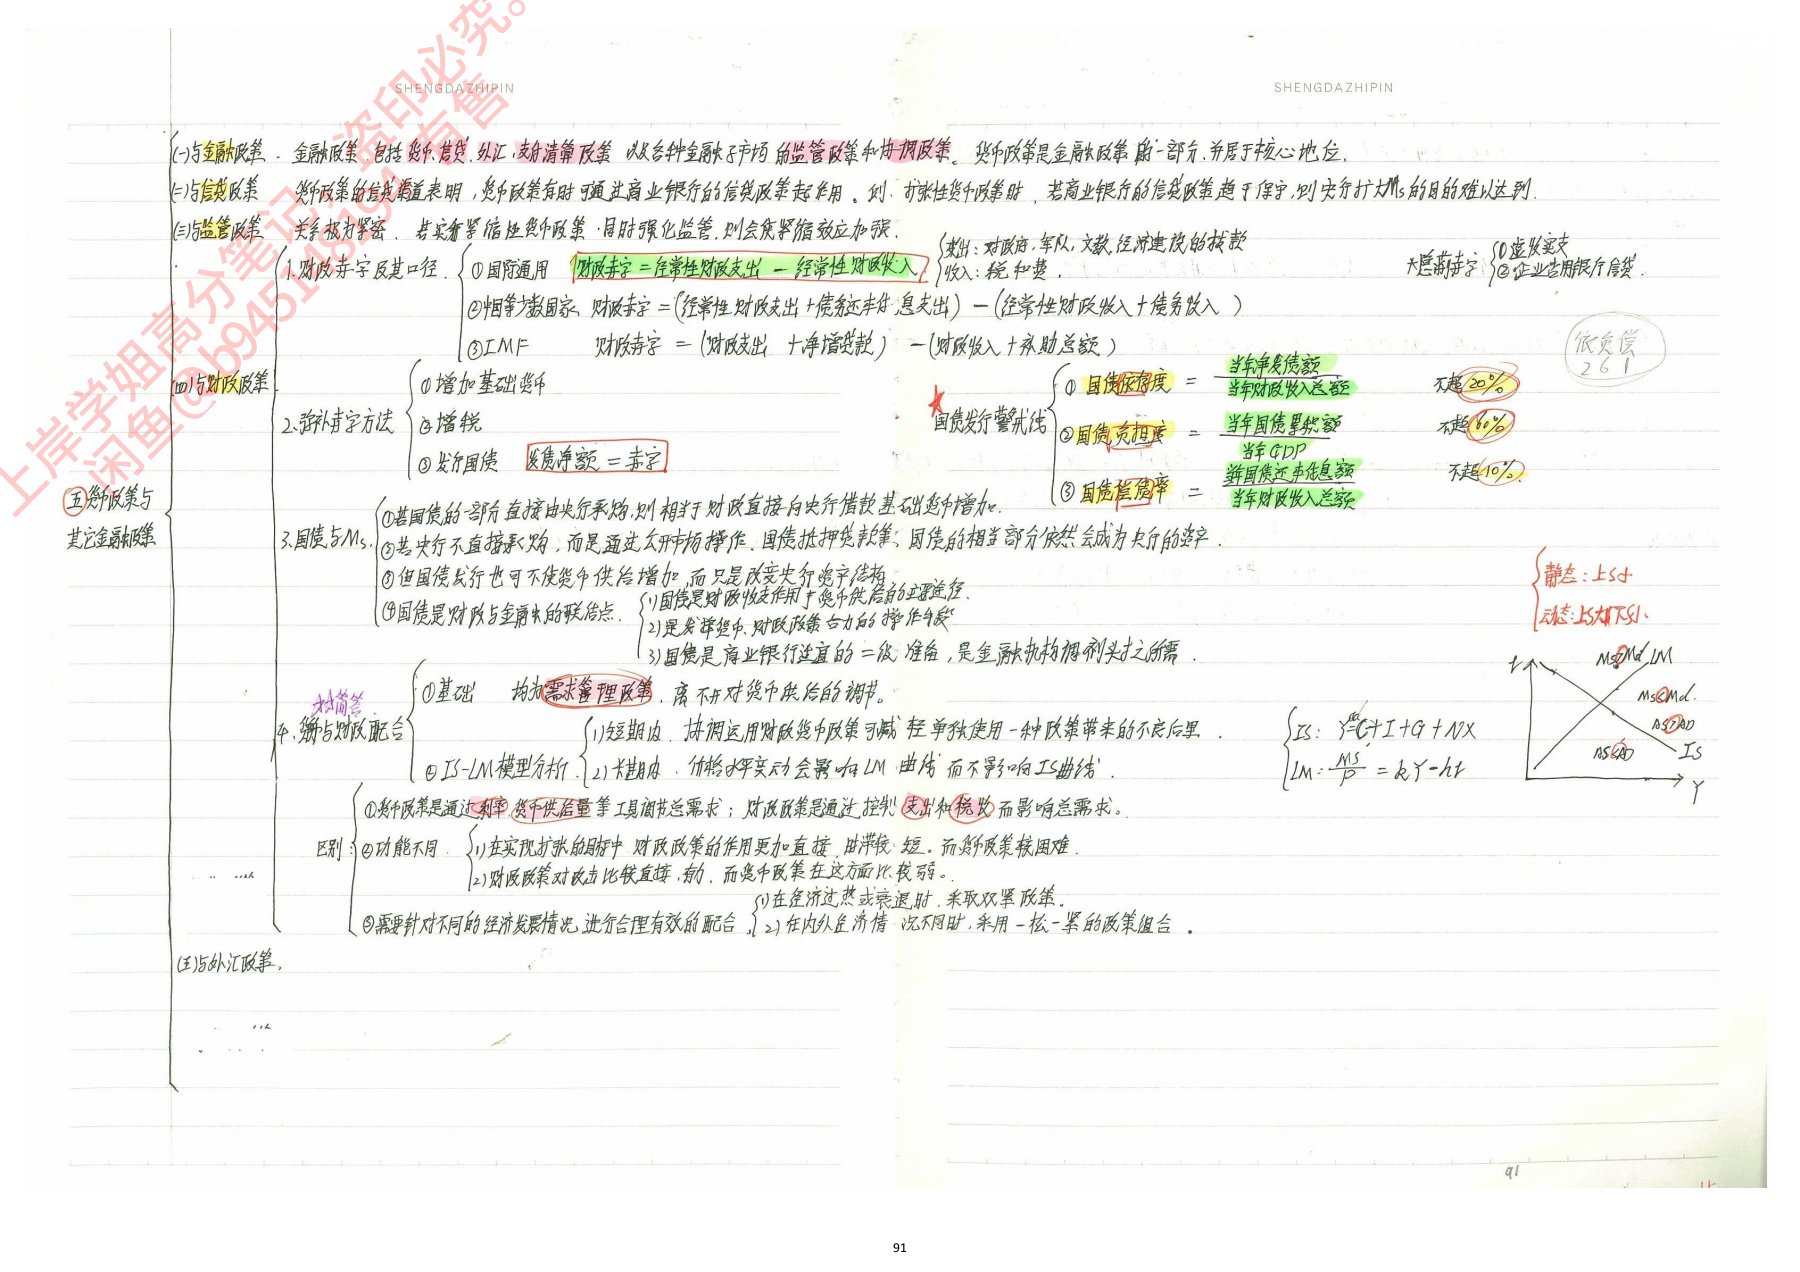 SHENGDAZHIPIN
SHENGDAZHIPIN
上岸学姐高分笔记,盗印必究。
闲鱼@b94514819 有售
五 货币政策与其它金融政策
(一)与金融政策. 金融政策包括货币、信贷、外汇、支付清算政策 以及各种金融子市场的监管政策和协调政策。货币政策是金融政策的一部分,并居于核心地位.
(二)与信贷政策 货币政策的信贷渠道表明,货币政策有时可通过商业银行的信贷政策起作用。例:扩张性货币政策时,若商业银行的信贷政策趋于保守,则央行扩大Ms的目的难以达到.
(三)与监管政策 关系极为紧密. 若实行紧缩性货币政策,同时强化监管,则会使紧缩效应加强.
(四)与财政政策
1.财政赤字及其口径.
①国际通用 财政赤字=经常性财政支出-经常性财政收入
支出:对政府,军队,文教,经济建设的拨款
收入:税和费.
大隐蔽赤字
①虚收实支
②企业占用银行信贷.
②中国等少数国家 财政赤字=(经常性财政支出+债务还本付息支出)-(经常性财政收入+债务收入)
③IMF 财政赤字=(财政支出+净增贷款)-(财政收入+补助总额)
2.弥补赤字方法
①增加基础货币
②增税
③发行国债 发债净额=赤字
★国债发行警戒线
①国债依存度 = 当年净发债额 / 当年财政收入总额 不超20%
②国债负担度 = 当年国债累积额 / 当年GDP 不超60%
③国债偿债率 = 当年国债还本付息额 / 当年财政收入总额 不超10%.
依负偿
2 6 1
3.国债与Ms.
①若国债的一部分直接由央行承购,则相当于财政直接向央行借款,基础货币增加.
②若央行不直接承购,而是通过公开市场操作、国债抵押贷款等,国债的相当部分依然会成为央行的资产.
③但国债发行也可不使货币供给增加,而只是改变央行资产结构.
④国债是财政与金融的联结点.
1)国债是财政收支作用于货币供给的主要途径.
2)是发挥货币、财政政策合力的操作手段
3)国债是商业银行适宜的二级准备,是金融机构调剂头寸之所需.
静态:上S下d
动态:上S大下S小.
简答
4.货币与财政配合
①基础 均为需求管理政策,离不开对货币供给的调节。
②IS-LM模型分析
1)短期内,协调运用财政货币政策可减轻单独使用一种政策带来的不良后果.
2)长期内,价格水平变动会影响LM曲线而不影响IS曲线.
IS: Y=C+I+G+NX
LM: Ms/P = kY-hi
i
Ms>Md LM
Ms<Md.
AS>AD
AS<AD
IS
Y
区别:
①货币政策是通过利率,货币供给量等工具调节总需求;财政政策是通过控制支出和税收而影响总需求。
②功能不同
1)在实现扩张的目标中 财政政策的作用更加直接,时滞较短。而货币政策较困难.
2)财政政策对政治比较直接、有力,而货币政策在这方面比较弱。
③需要针对不同的经济发展情况,进行合理有效的配合.
1)在经济过热或衰退时,采取双紧政策.
2)在内外经济情况不同时,采用一松一紧的政策组合。
(五)与外汇政策.
91
91